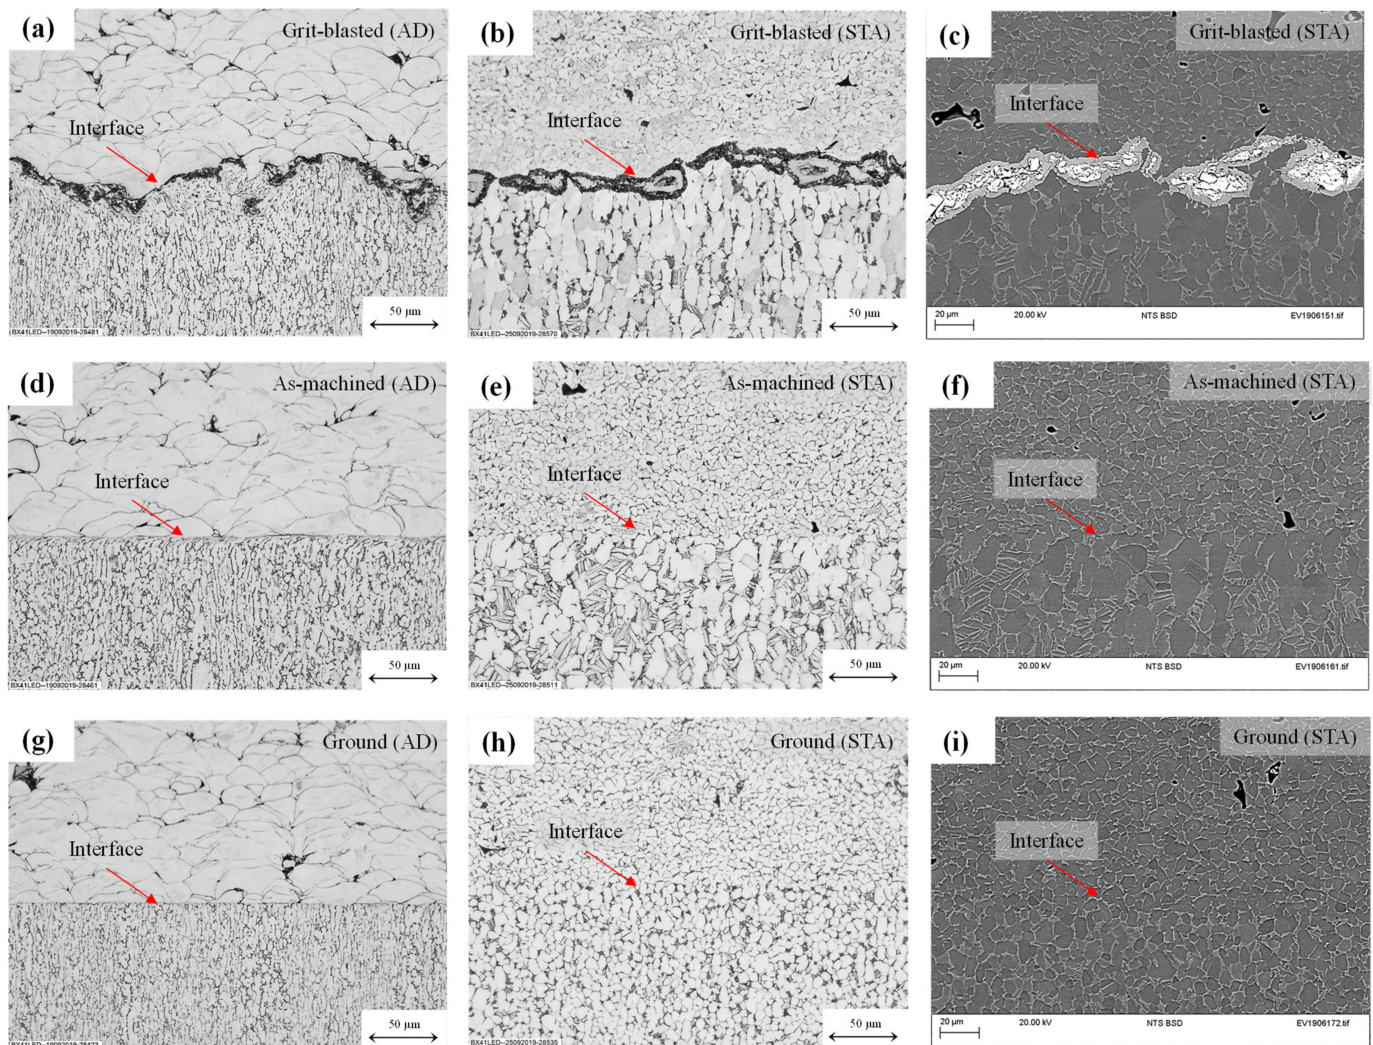 (a)
Grit-blasted (AD)
Interface
50 µm
BX41LED--19092019-28481
(b)
Grit-blasted (STA)
Interface
50 µm
BX41LED--25092019-28570
(c)
Grit-blasted (STA)
Interface
20 µm 20.00 kV NTS BSD EV1906151.tif
(d)
As-machined (AD)
Interface
50 µm
BX41LED--19092019-28461
(e)
As-machined (STA)
Interface
50 µm
BX41LED--25092019-28511
(f)
As-machined (STA)
Interface
20 µm 20.00 kV NTS BSD EV1906161.tif
(g)
Ground (AD)
Interface
50 µm
(h)
Ground (STA)
Interface
50 µm
BX41LED--25092019-28535
(i)
Ground (STA)
Interface
20 µm 20.00 kV NTS BSD EV1906172.tif